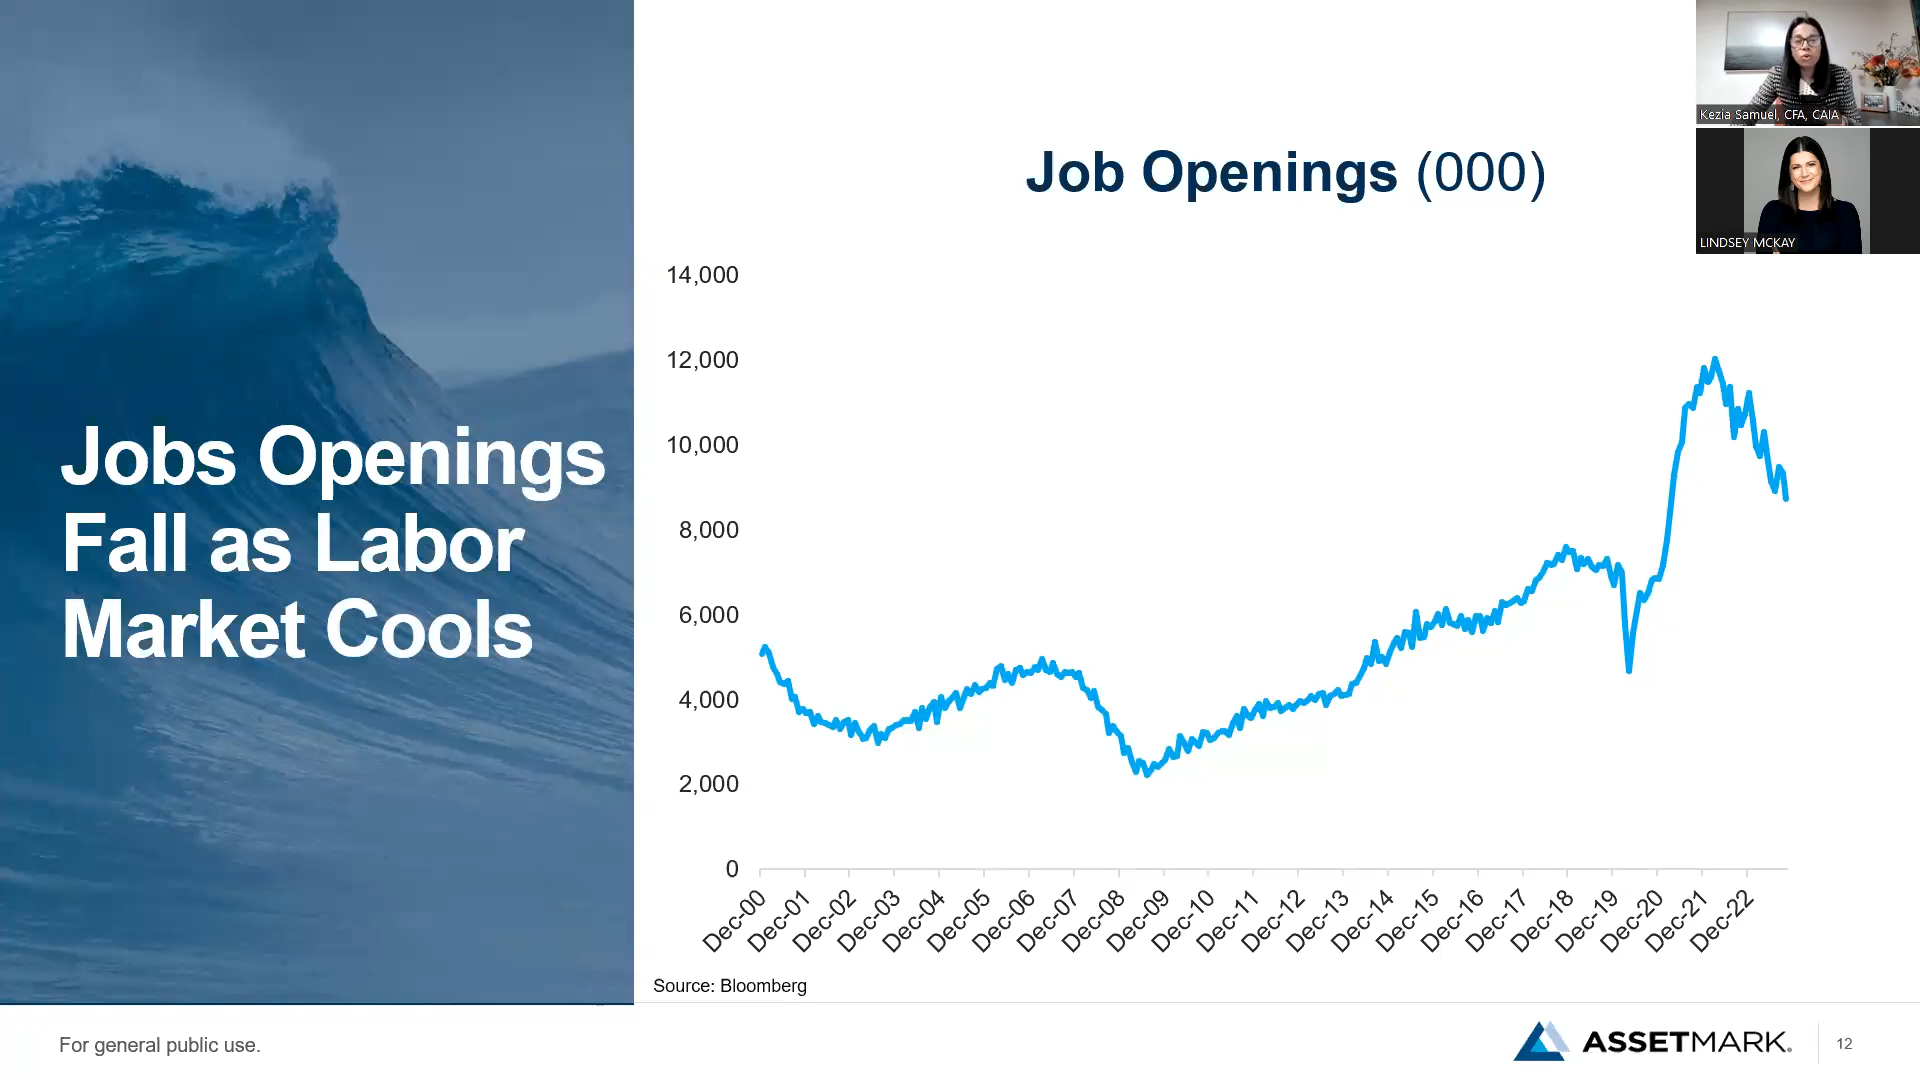 Jobs Openings
Fall as Labor
Market Cools
Job Openings (000)
Kezia Samuel, CFA, CAIA
LINDSEY MCKAY
14,000
12,000
10,000
8,000
6,000
4,000
2,000
0
Dec-00 Dec-01 Dec-02 Dec-03 Dec-04 Dec-05 Dec-06 Dec-07 Dec-08 Dec-09 Dec-10 Dec-11 Dec-12 Dec-13 Dec-14 Dec-15 Dec-16 Dec-17 Dec-18 Dec-19 Dec-20 Dec-21 Dec-22
Source: Bloomberg
For general public use.
ASSETMARK.
12